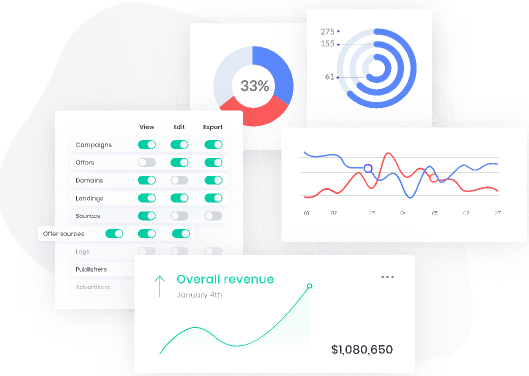 33%
275
155
61
View Edit Export
Campaigns
Offers
Domains
Landings
Sources
Offer sources
Logs
Publishers
Advertisers
01 02 03 04 05 06 07
Overall revenue
January 4th
$1,080,650